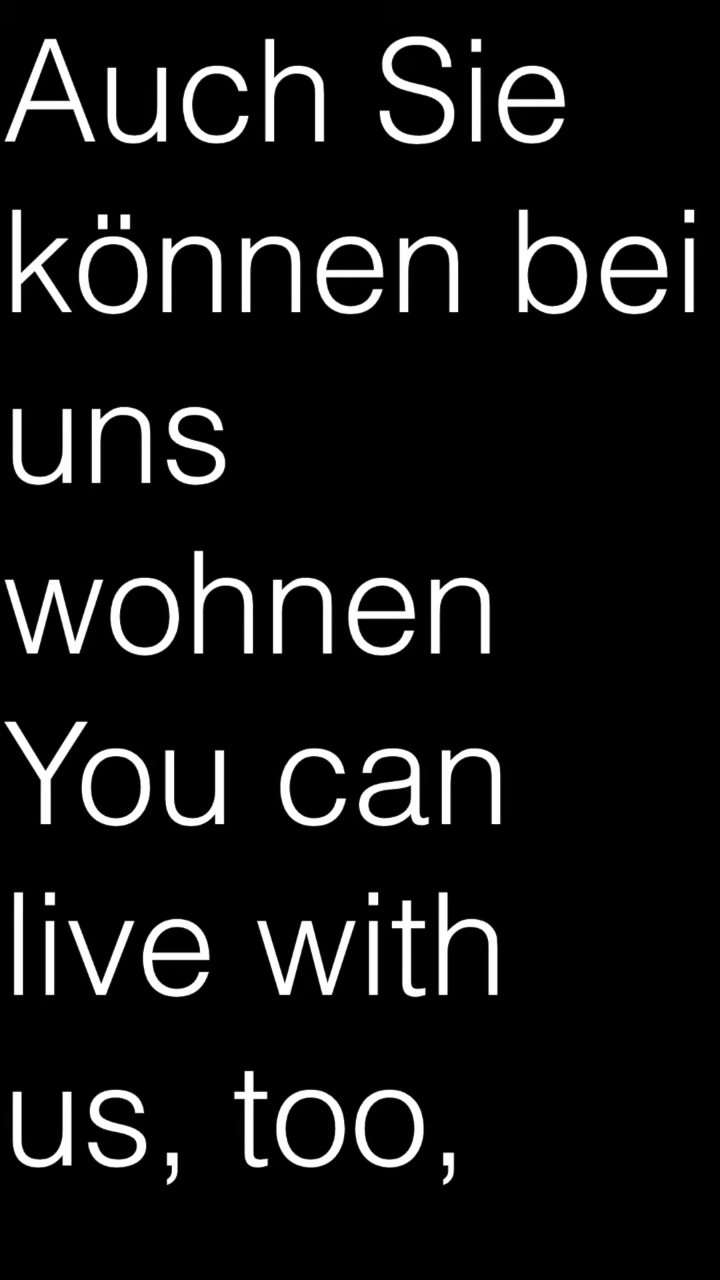 Auch Sie
können bei
uns
wohnen
You can
live with
us, too,